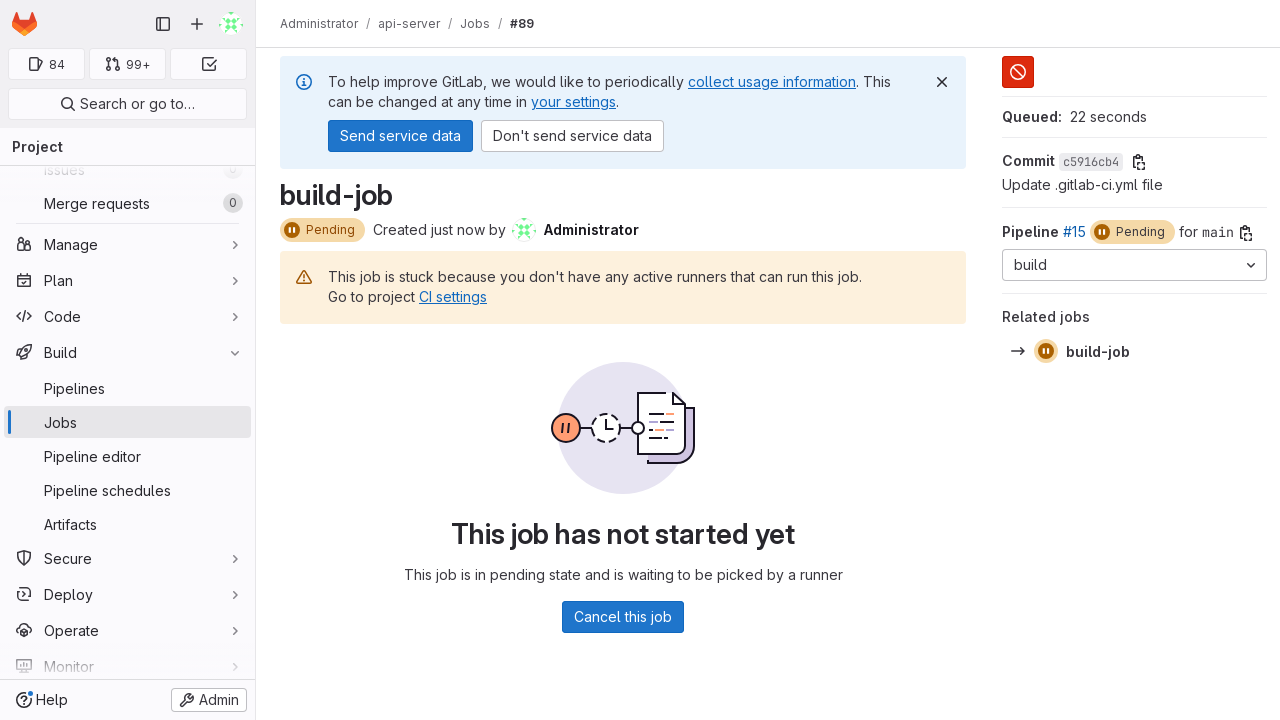 Administrator / api-server / Jobs / #89
84
99+
Search or go to…
Project
Issues
0
Merge requests
0
Manage
Plan
Code
Build
Pipelines
Jobs
Pipeline editor
Pipeline schedules
Artifacts
Secure
Deploy
Operate
Monitor
Help
Admin
To help improve GitLab, we would like to periodically collect usage information. This
can be changed at any time in your settings.
Send service data
Don't send service data
build-job
Pending Created just now by Administrator
This job is stuck because you don't have any active runners that can run this job.
Go to project CI settings
This job has not started yet
This job is in pending state and is waiting to be picked by a runner
Cancel this job
Queued: 22 seconds
Commit c5916cb4
Update .gitlab-ci.yml file
Pipeline #15 Pending for main
build
Related jobs
build-job